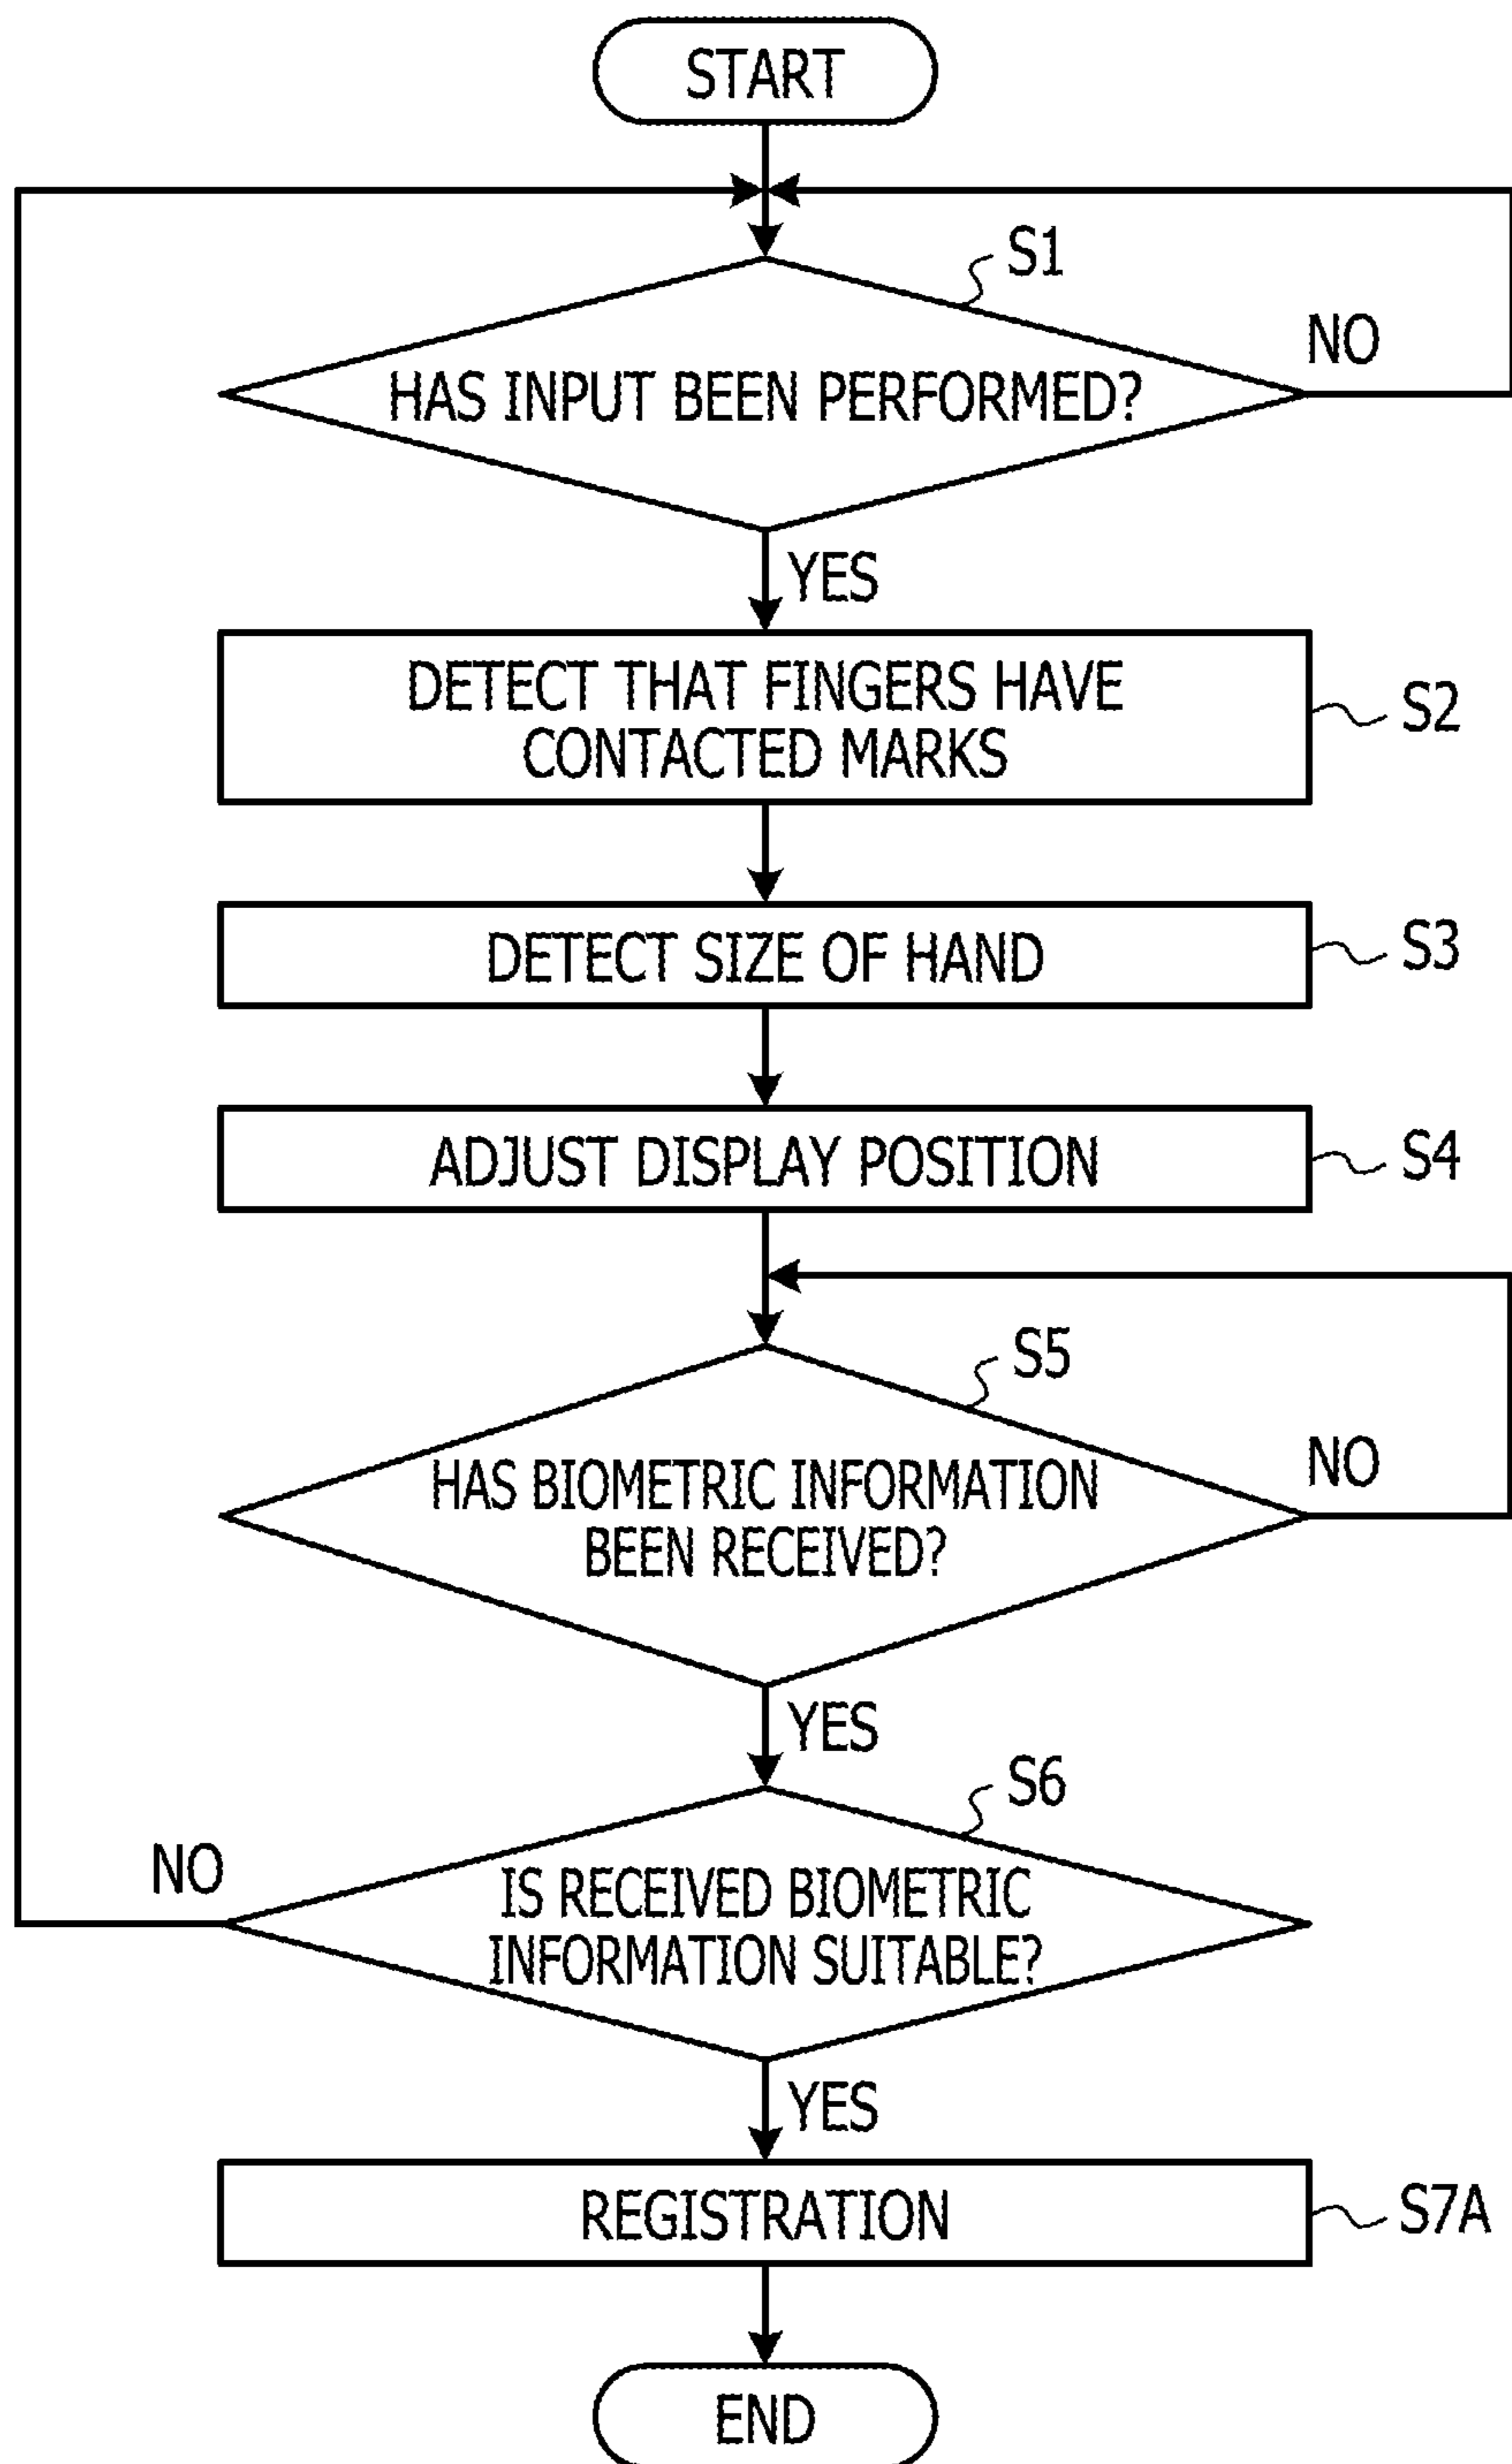 START
S1
NO
HAS INPUT BEEN PERFORMED?
YES
DETECT THAT FINGERS HAVE
CONTACTED MARKS
S2
DETECT SIZE OF HAND
S3
ADJUST DISPLAY POSITION
S4
S5
NO
HAS BIOMETRIC INFORMATION
BEEN RECEIVED?
YES
S6
NO
IS RECEIVED BIOMETRIC
INFORMATION SUITABLE?
YES
REGISTRATION
S7A
END